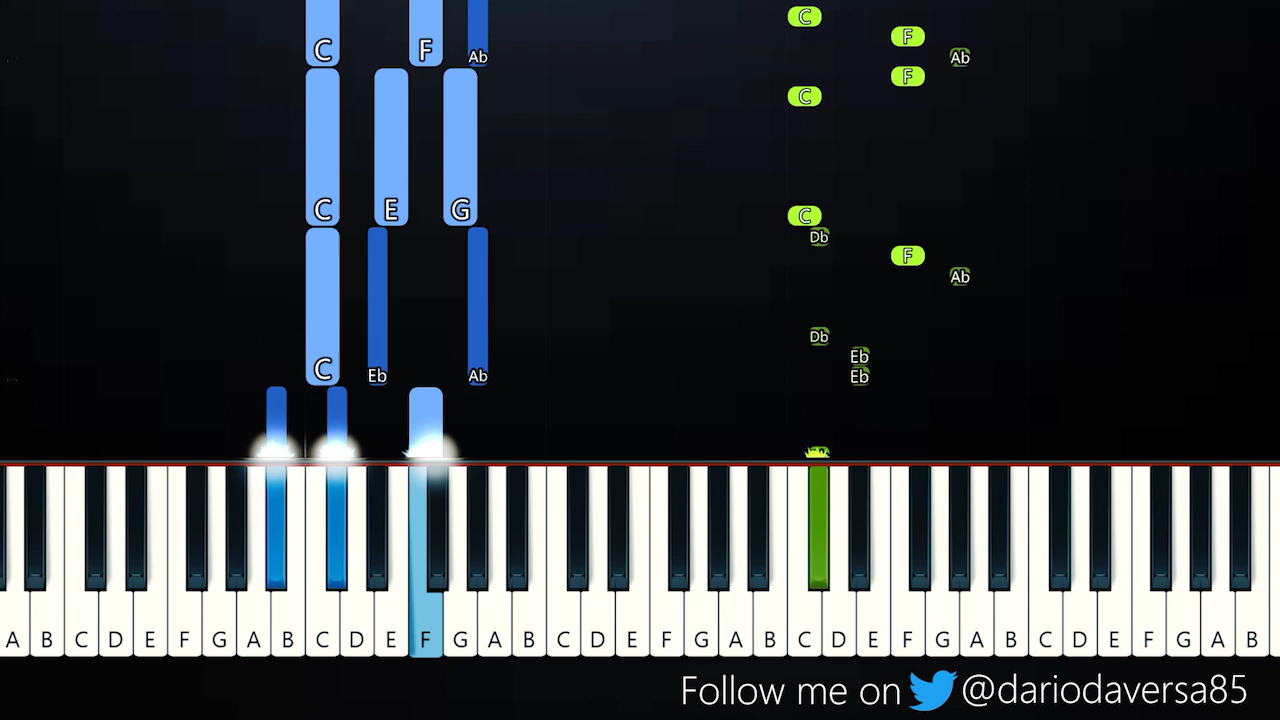 C
C F
F
Ab Ab
F
C
C E G
C
Db
F
Ab
Db
Eb
C Eb Ab Eb
A B C D E F G A B C D E F G A B C D E F G A B C D E F G A B C D E F G A B
Follow me on @dariodaversa85